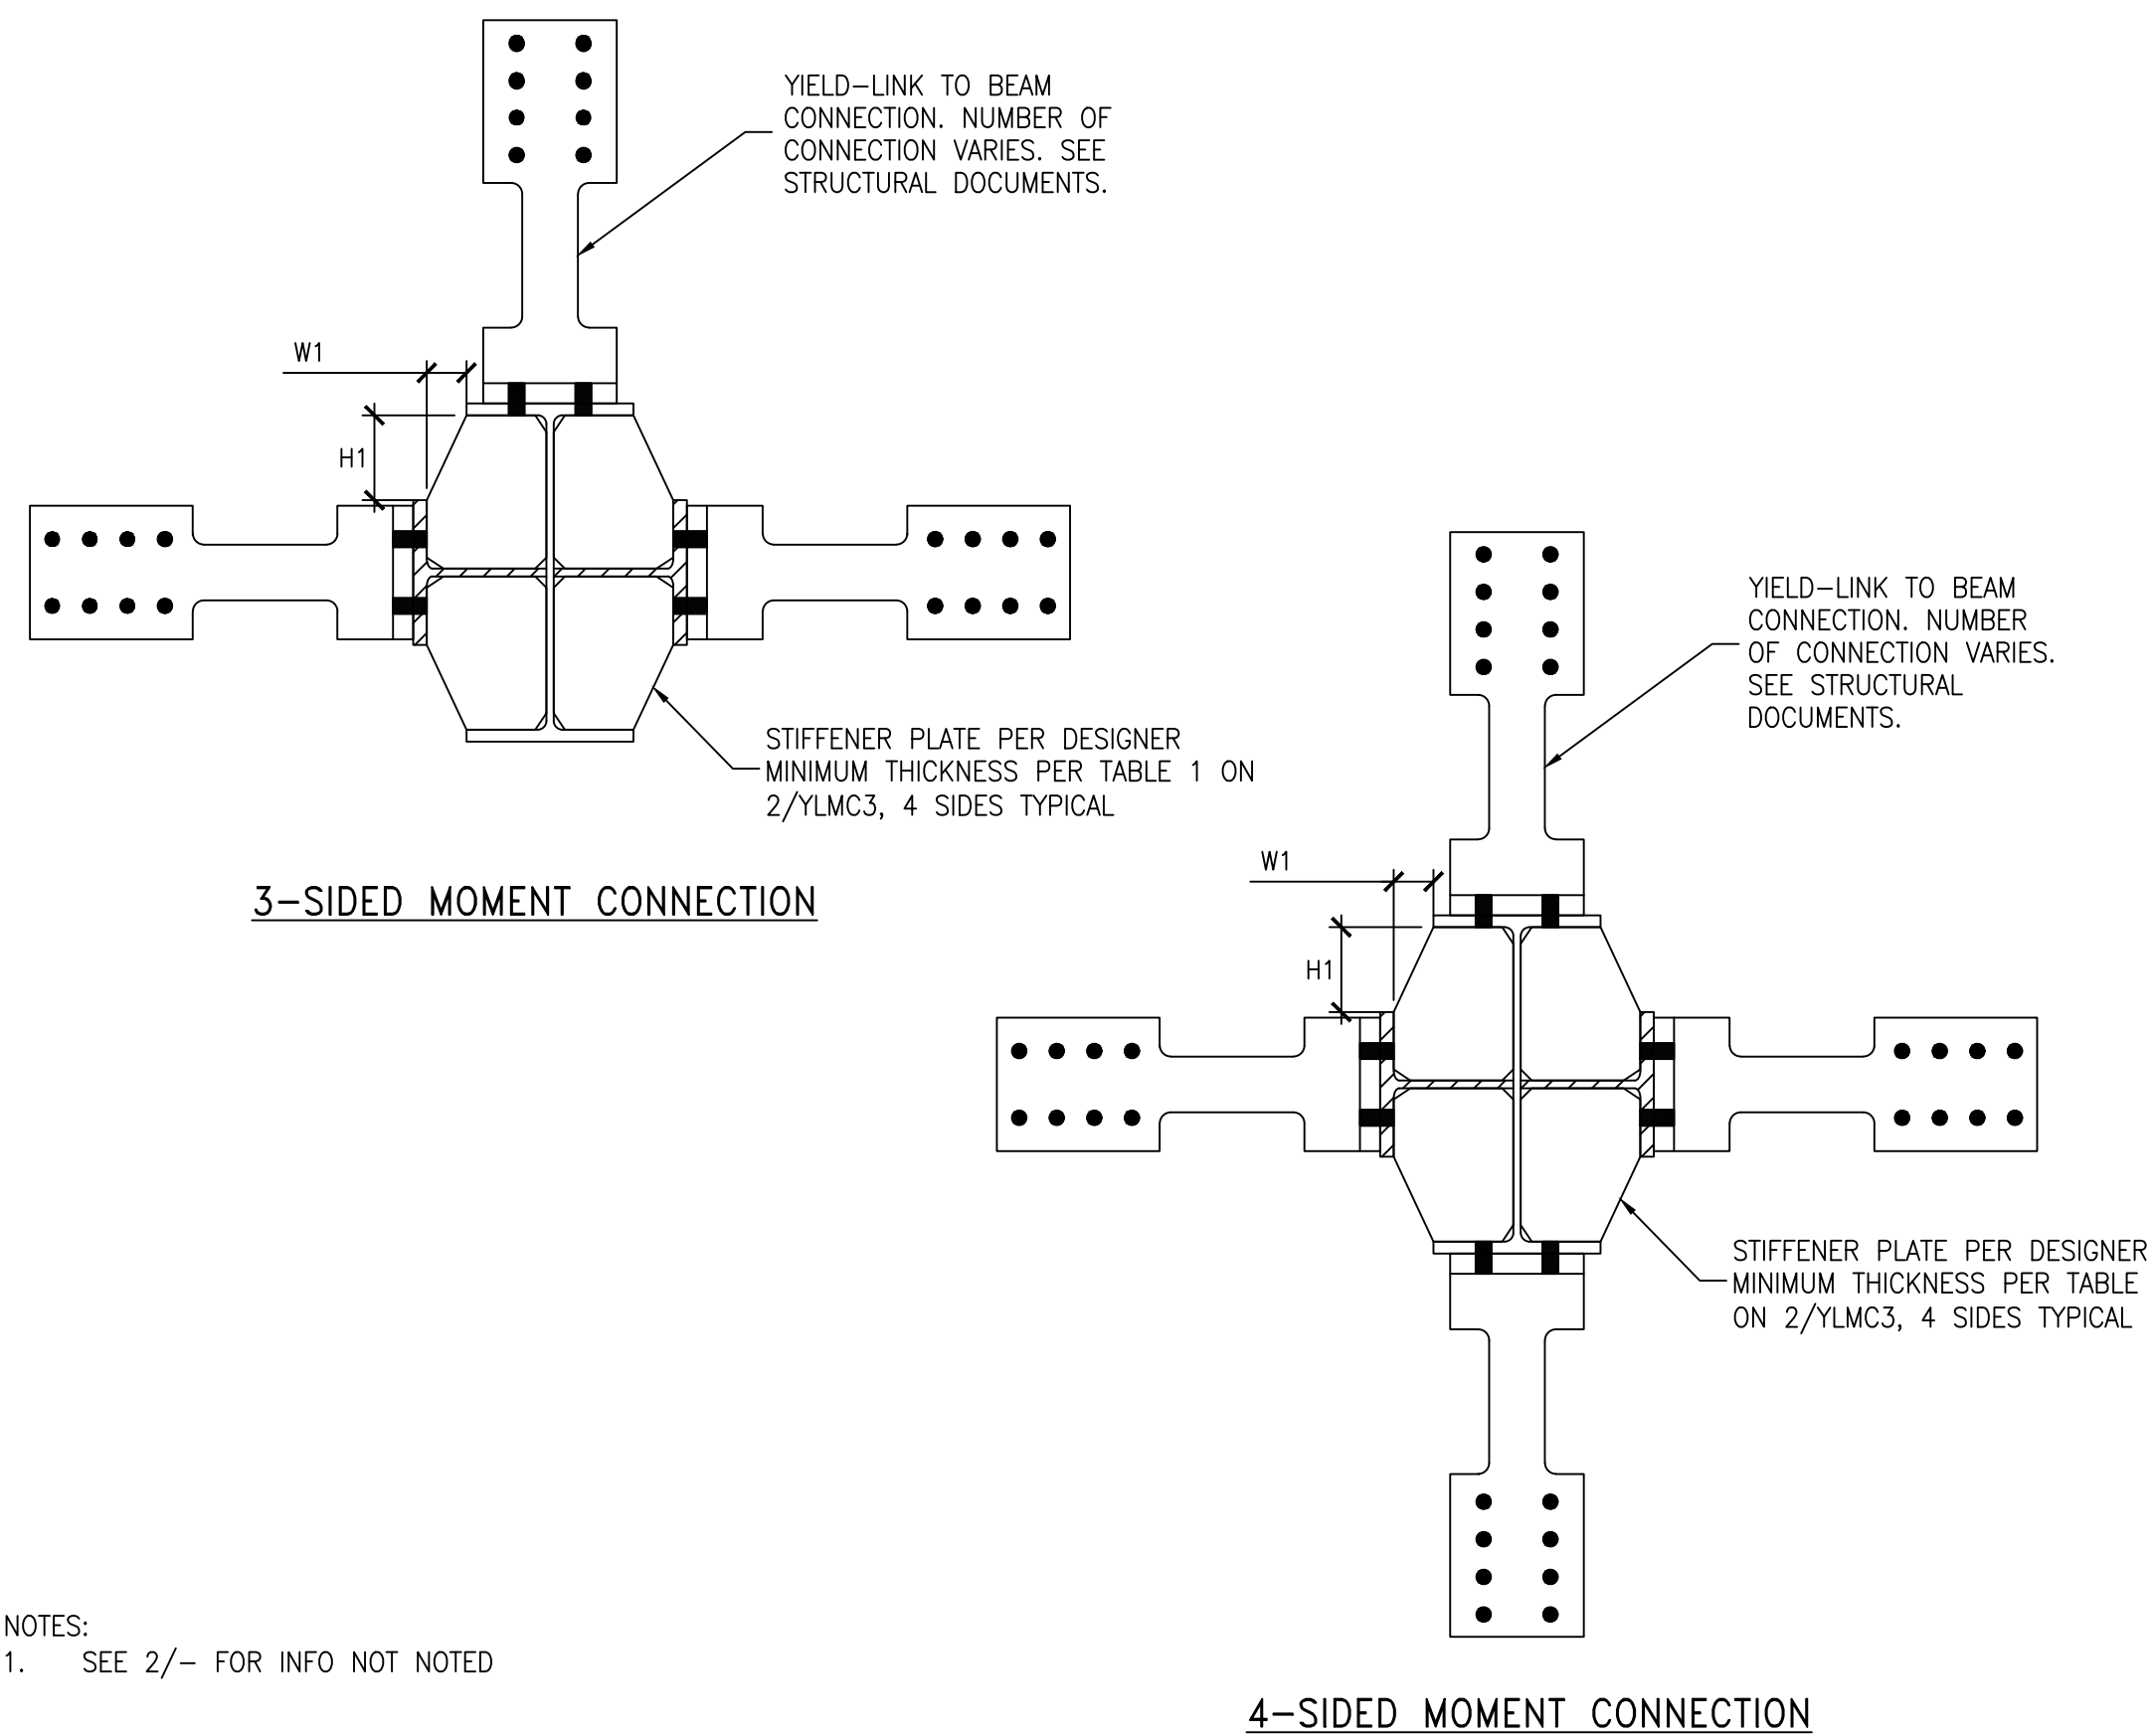 YIELD-LINK TO BEAM
CONNECTION. NUMBER OF
CONNECTION VARIES. SEE
STRUCTURAL DOCUMENTS.
W1
H1
STIFFENER PLATE PER DESIGNER
MINIMUM THICKNESS PER TABLE 1 ON
2/YLMC3, 4 SIDES TYPICAL
3-SIDED MOMENT CONNECTION
YIELD-LINK TO BEAM
CONNECTION. NUMBER
OF CONNECTION VARIES.
SEE STRUCTURAL
DOCUMENTS.
W1
H1
STIFFENER PLATE PER DESIGNER
MINIMUM THICKNESS PER TABLE
ON 2/YLMC3, 4 SIDES TYPICAL
4-SIDED MOMENT CONNECTION
NOTES:
1. SEE 2/- FOR INFO NOT NOTED